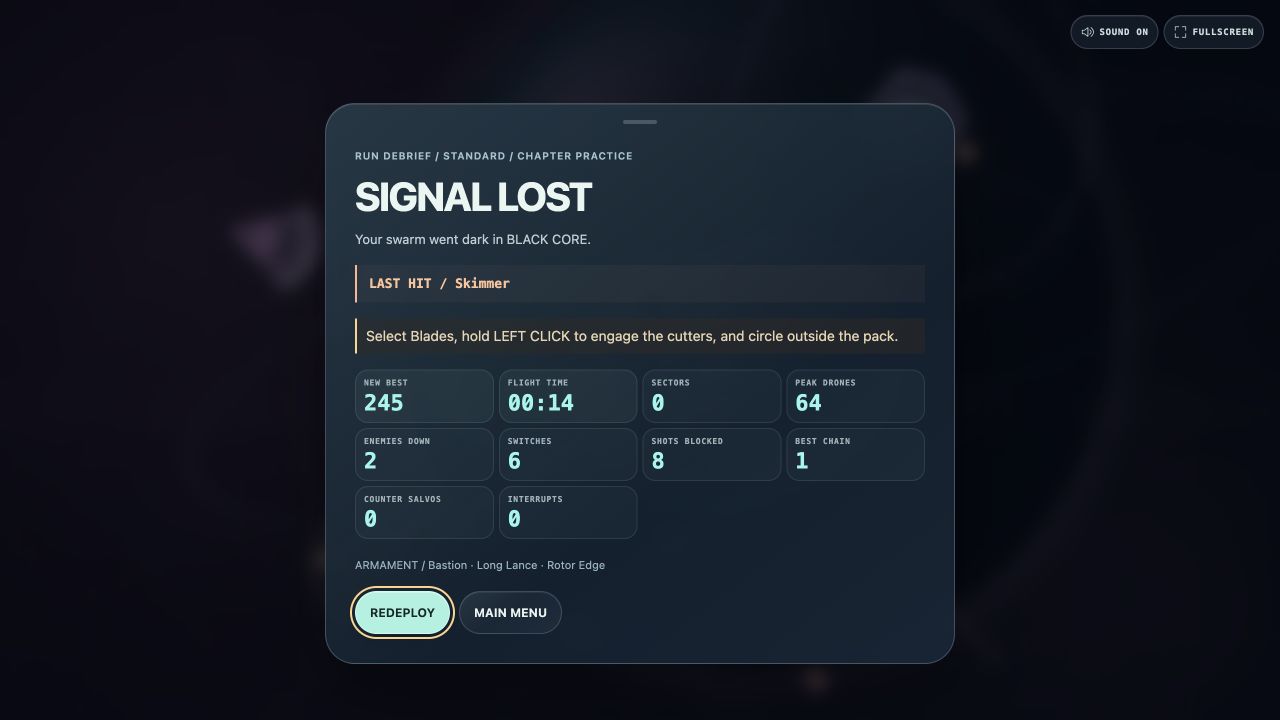 SOUND ON
FULLSCREEN
RUN DEBRIEF / STANDARD / CHAPTER PRACTICE
SIGNAL LOST
Your swarm went dark in BLACK CORE.
LAST HIT / Skimmer
Select Blades, hold LEFT CLICK to engage the cutters, and circle outside the pack.
NEW BEST
245
FLIGHT TIME
00:14
SECTORS
0
PEAK DRONES
64
ENEMIES DOWN
2
SWITCHES
6
SHOTS BLOCKED
8
BEST CHAIN
1
COUNTER SALVOS
0
INTERRUPTS
0
ARMAMENT / Bastion · Long Lance · Rotor Edge
REDEPLOY
MAIN MENU